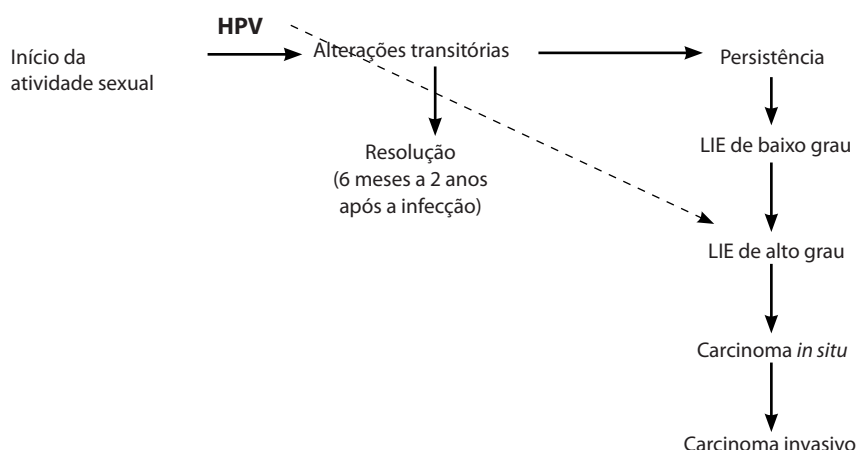 HPV
Início da
atividade sexual
Alterações transitórias
Persistência
Resolução
(6 meses a 2 anos
após a infecção)
LIE de baixo grau
LIE de alto grau
Carcinoma in situ
Carcinoma invasivo